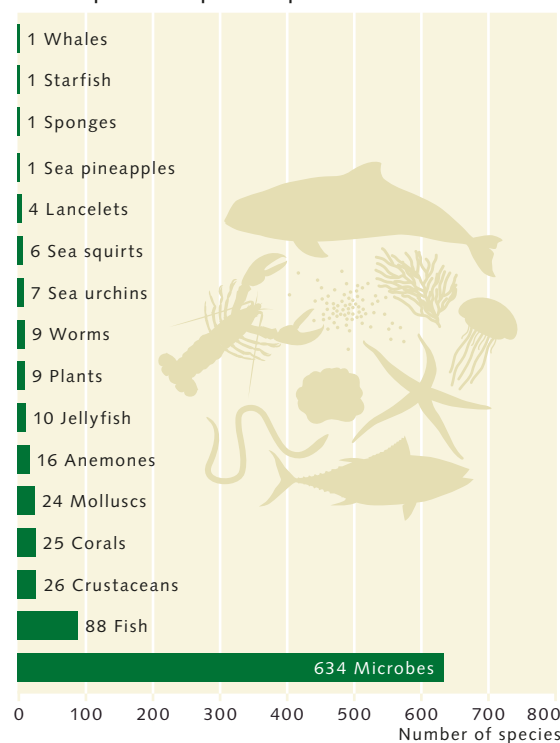 1 Whales
1 Starfish
1 Sponges
1 Sea pineapples
4 Lancelets
6 Sea squirts
7 Sea urchins
9 Worms
9 Plants
10 Jellyfish
16 Anemones
24 Molluscs
25 Corals
26 Crustaceans
88 Fish
634 Microbes
0 100 200 300 400 500 600 700 800
Number of species